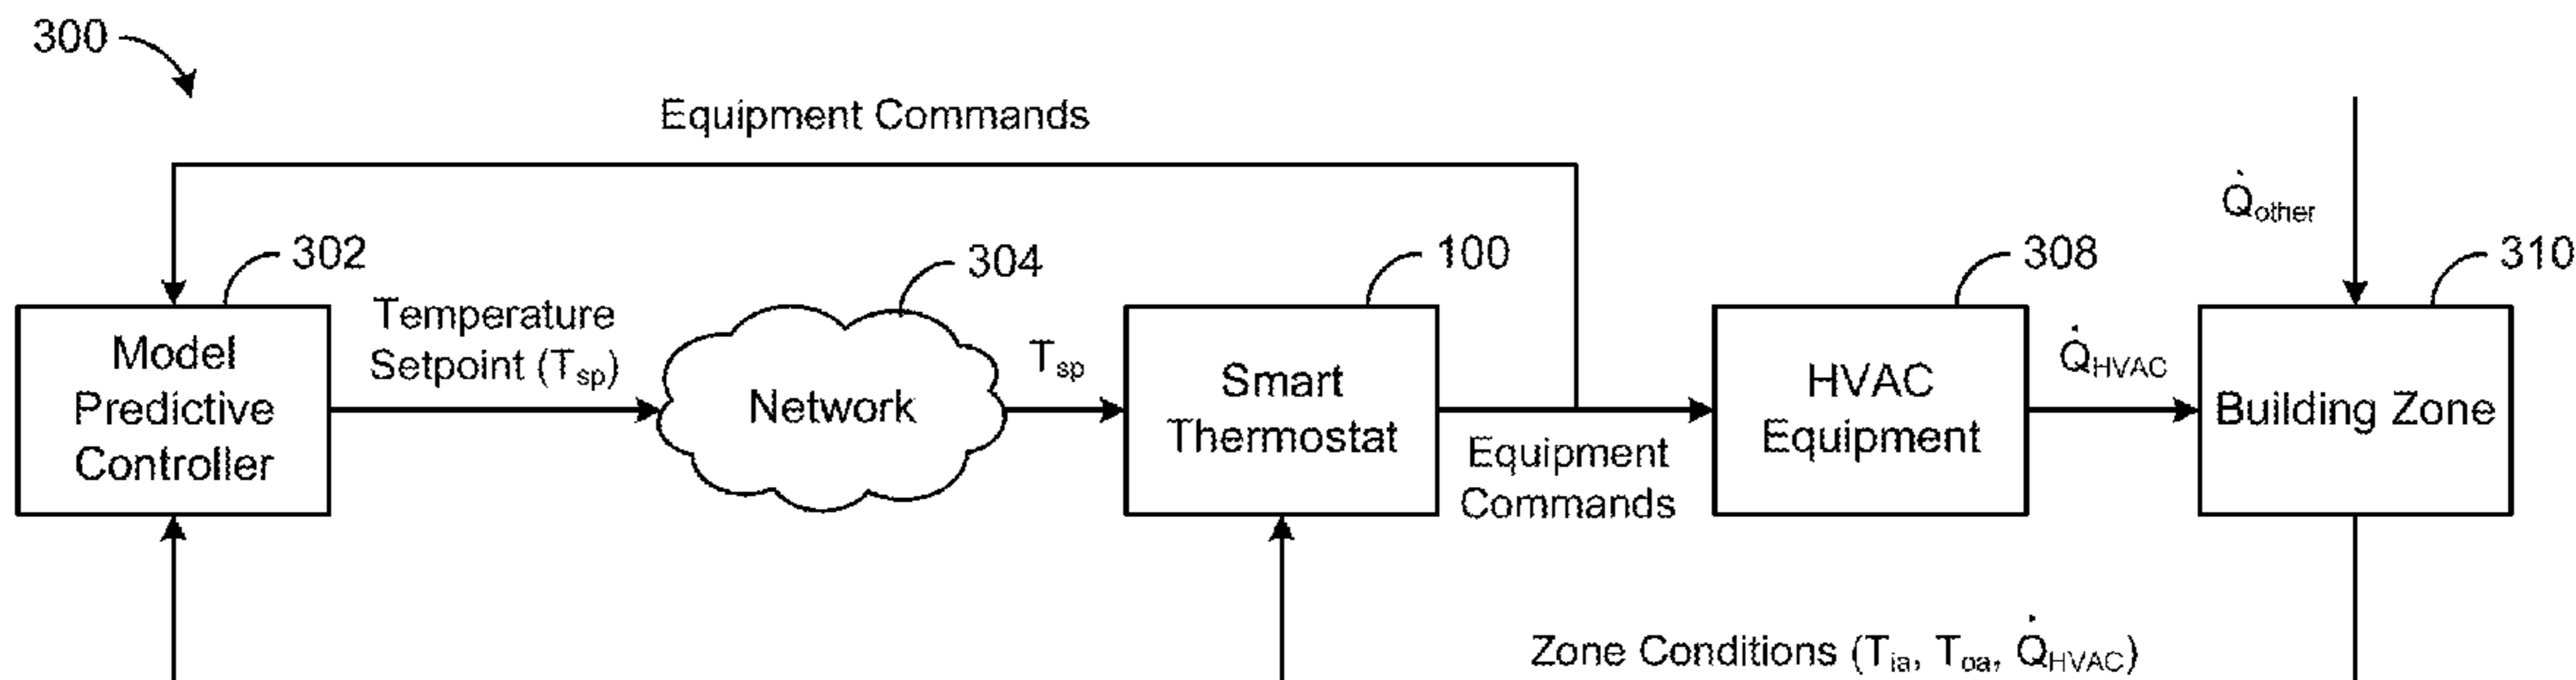 300
Equipment Commands
Q̇other
302
304
100
308
310
Temperature
Setpoint (Tsp)
Model
Predictive
Controller
Network
Tsp
Smart
Thermostat
Equipment
Commands
HVAC
Equipment
Q̇HVAC
Building Zone
Zone Conditions (Tia, Toa, Q̇HVAC)